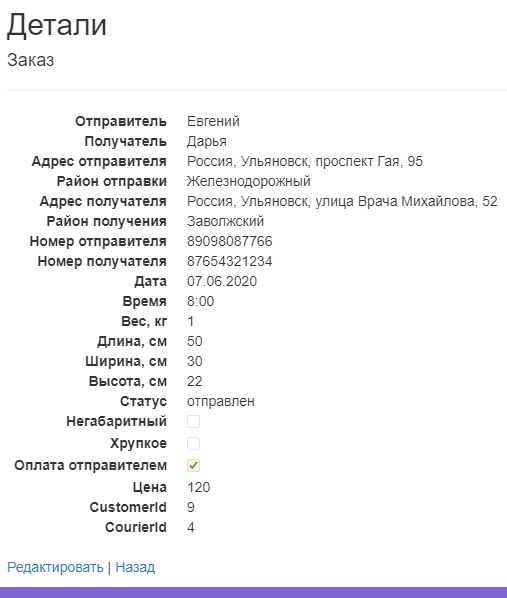 Детали
Заказ
Отправитель Евгений
Получатель Дарья
Адрес отправителя Россия, Ульяновск, проспект Гая, 95
Район отправки Железнодорожный
Адрес получателя Россия, Ульяновск, улица Врача Михайлова, 52
Район получения Заволжский
Номер отправителя 89098087766
Номер получателя 87654321234
Дата 07.06.2020
Время 8:00
Вес, кг 1
Длина, см 50
Ширина, см 30
Высота, см 22
Статус отправлен
Негабаритный
Хрупкое
Оплата отправителем
Цена 120
CustomerId 9
CourierId 4
Редактировать | Назад